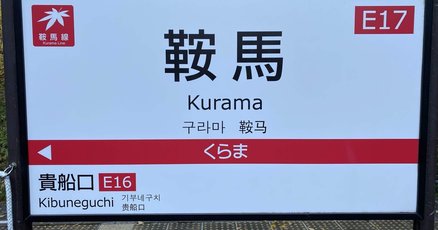 鞍馬線
Kurama Line
E17
鞍馬
Kurama
구라마 鞍马
くらま
貴船口 E16
Kibuneguchi
기부네구치
贵船口